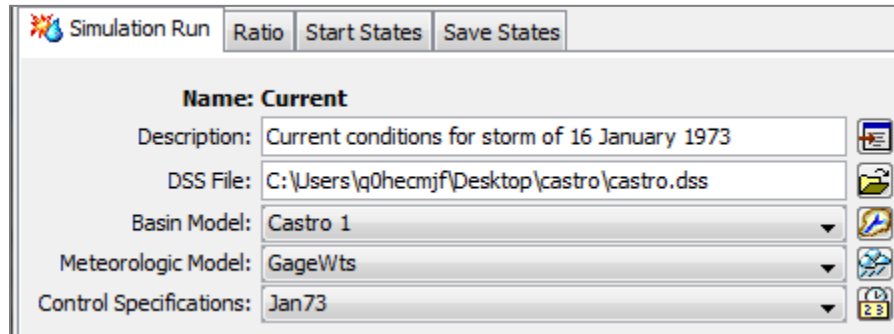 Simulation Run Ratio Start States Save States
Name: Current
Description: Current conditions for storm of 16 January 1973
DSS File: C:\Users\q0hecmjf\Desktop\castro\castro.dss
Basin Model: Castro 1
Meteorologic Model: GageWts
Control Specifications: Jan73